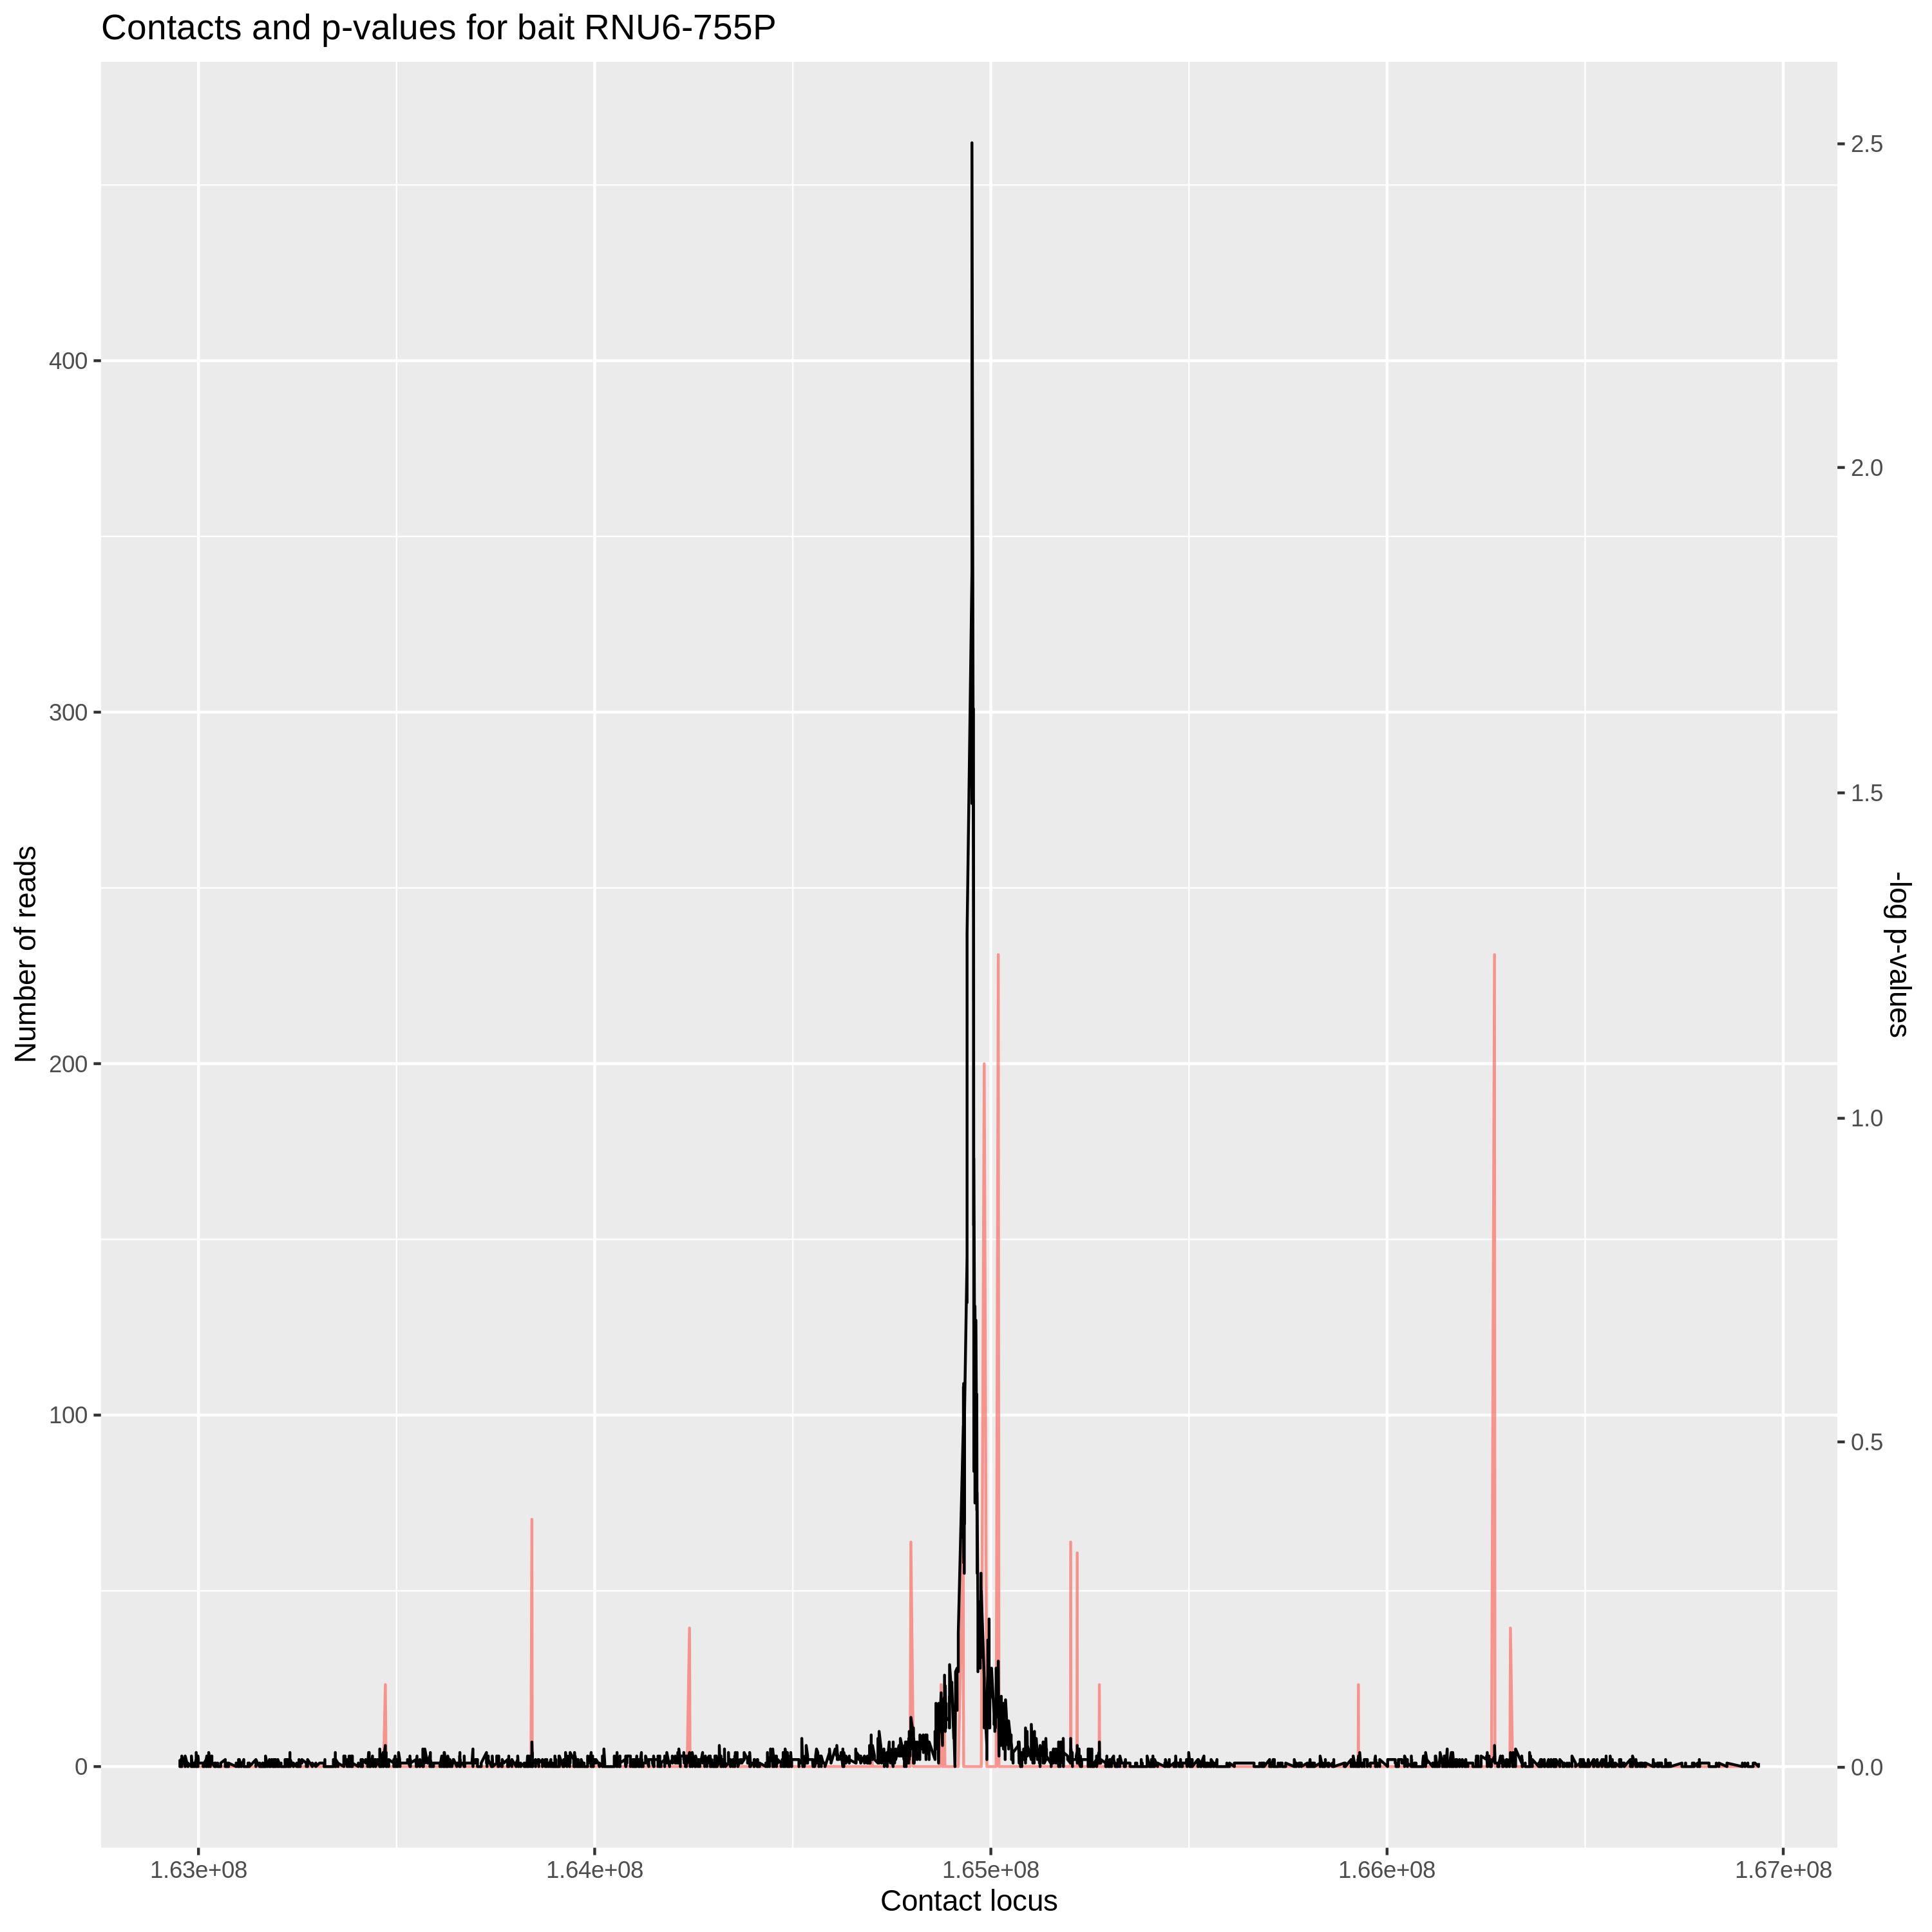 Contacts and p-values for bait RNU6-755P
Number of reads
400
300
200
100
0
2.5
2.0
1.5
1.0
0.5
0.0
-log p-values
1.63e+08 1.64e+08 1.65e+08 1.66e+08 1.67e+08
Contact locus